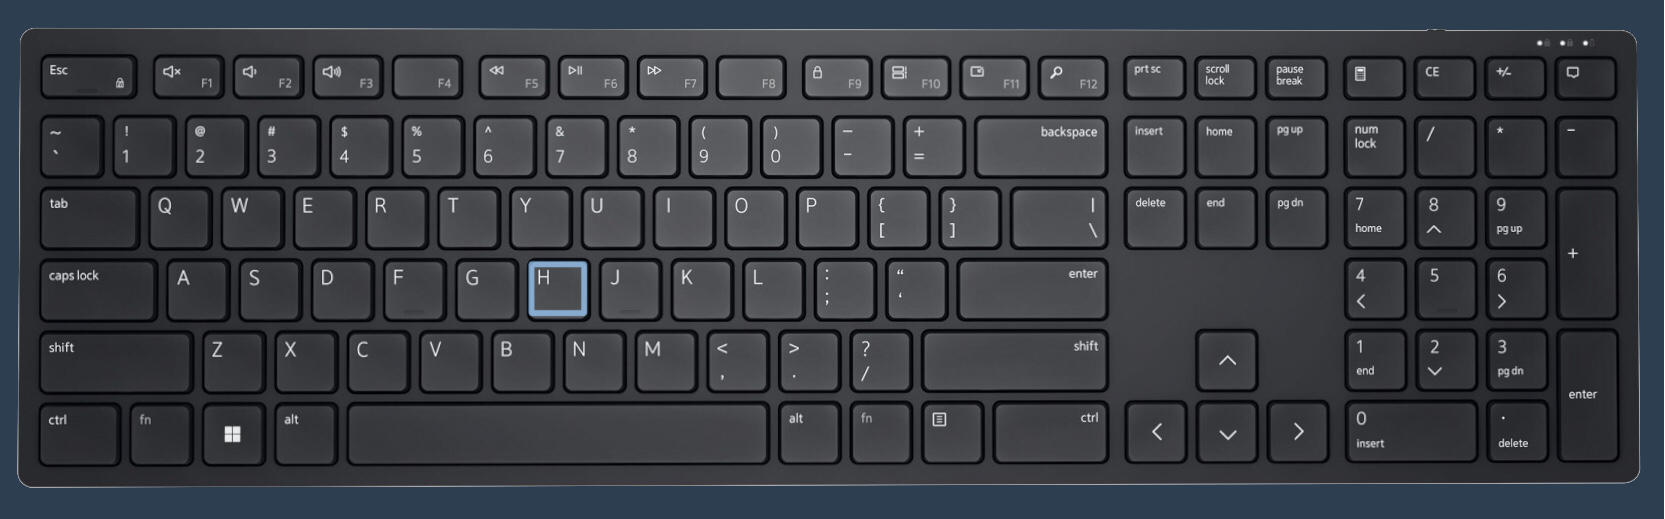 Esc F1 F2 F3 F4 F5 F6 F7 F8 F9 F10 F11 F12 prt sc scroll pause CE +/-
lock break
~ ! @ # $ % ^ & * ( ) – + backspace insert home pg up num / * –
` 1 2 3 4 5 6 7 8 9 0 - = lock
tab Q W E R T Y U I O P { } | delete end pg dn 7 8 9
[ ] \ home ^ pg up
+
caps lock A S D F G H J K L : “ enter 4 5 6
; ‘ < >
shift Z X C V B N M < > ? shift ^ 1 2 3
, . / end pg dn
enter
ctrl fn alt alt fn ctrl < > 0 .
insert delete